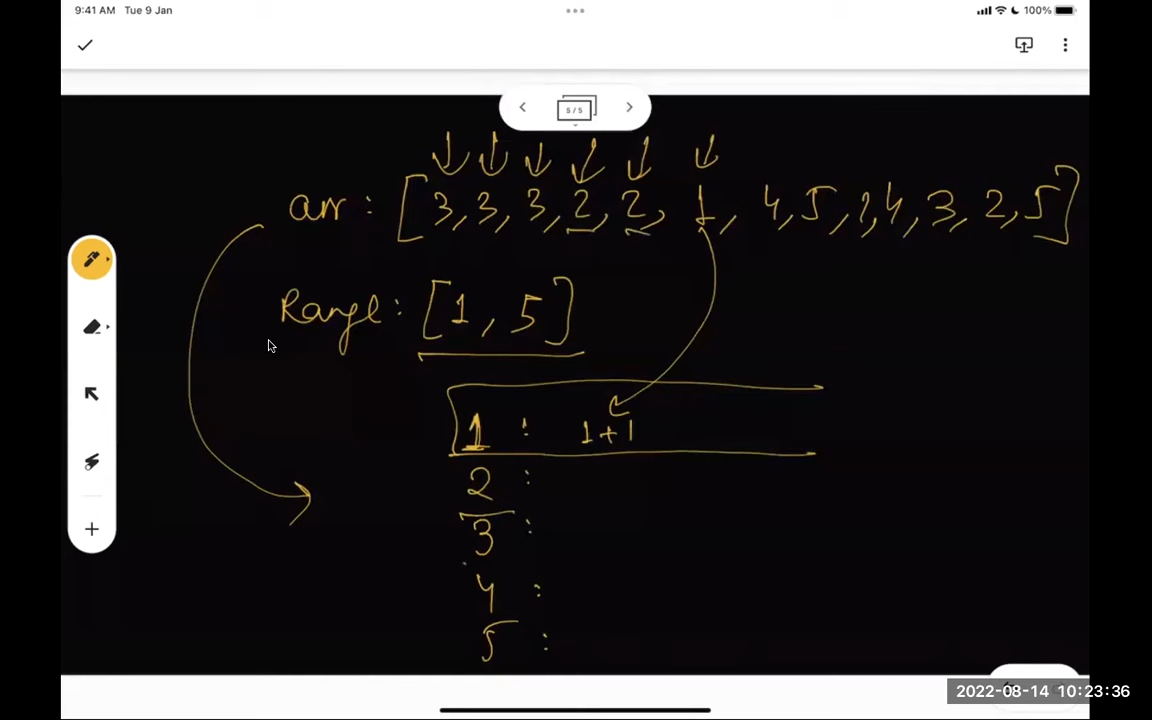 9:41 AM Tue 9 Jan
100%
5 / 5
arr : [3, 3, 3, 2, 2, 1, 4, 5, 1, 4, 3, 2, 5]
Range : [1, 5]
1 : 1+1
2 :
3 :
4 :
5 :
2022-08-14 10:23:36